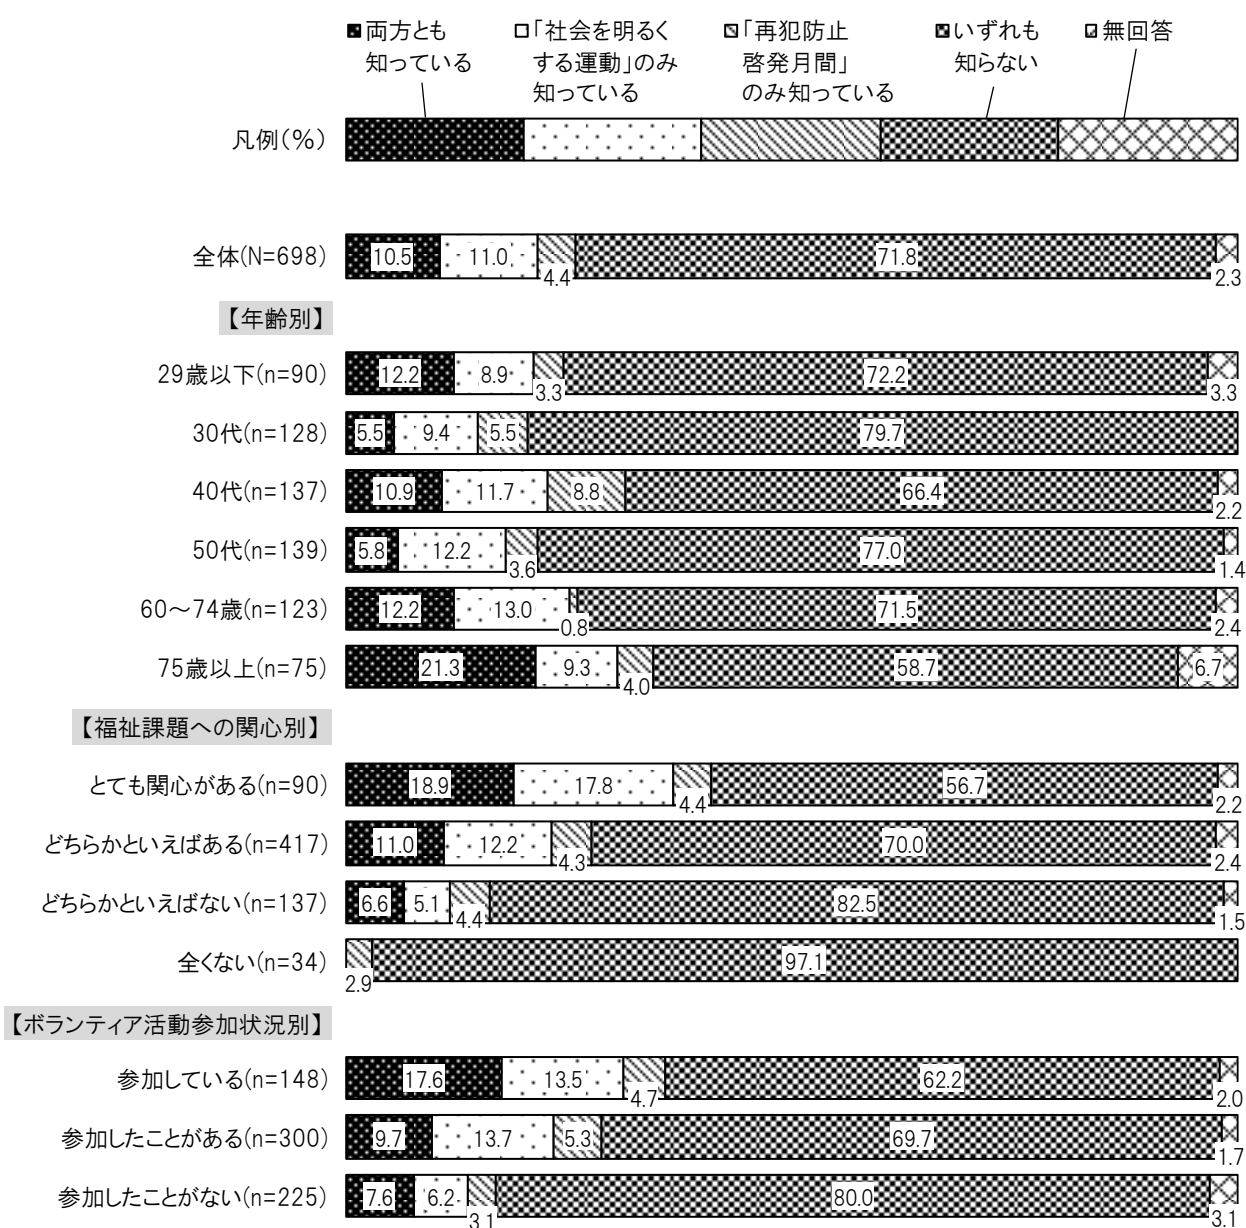 両方とも
知っている
「社会を明るく
する運動」のみ
知っている
「再犯防止
啓発月間」
のみ知っている
いずれも
知らない
無回答
凡例(%)
全体(N=698) 10.5 11.0 4.4 71.8 2.3
【年齢別】
29歳以下(n=90) 12.2 8.9 3.3 72.2 3.3
30代(n=128) 5.5 9.4 5.5 79.7
40代(n=137) 10.9 11.7 8.8 66.4 2.2
50代(n=139) 5.8 12.2 3.6 77.0 1.4
60～74歳(n=123) 12.2 13.0 0.8 71.5 2.4
75歳以上(n=75) 21.3 9.3 4.0 58.7 6.7
【福祉課題への関心別】
とても関心がある(n=90) 18.9 17.8 4.4 56.7 2.2
どちらかといえばある(n=417) 11.0 12.2 4.3 70.0 2.4
どちらかといえばない(n=137) 6.6 5.1 4.4 82.5 1.5
全くない(n=34) 2.9 97.1
【ボランティア活動参加状況別】
参加している(n=148) 17.6 13.5 4.7 62.2 2.0
参加したことがある(n=300) 9.7 13.7 5.3 69.7 1.7
参加したことがない(n=225) 7.6 6.2 3.1 80.0 3.1